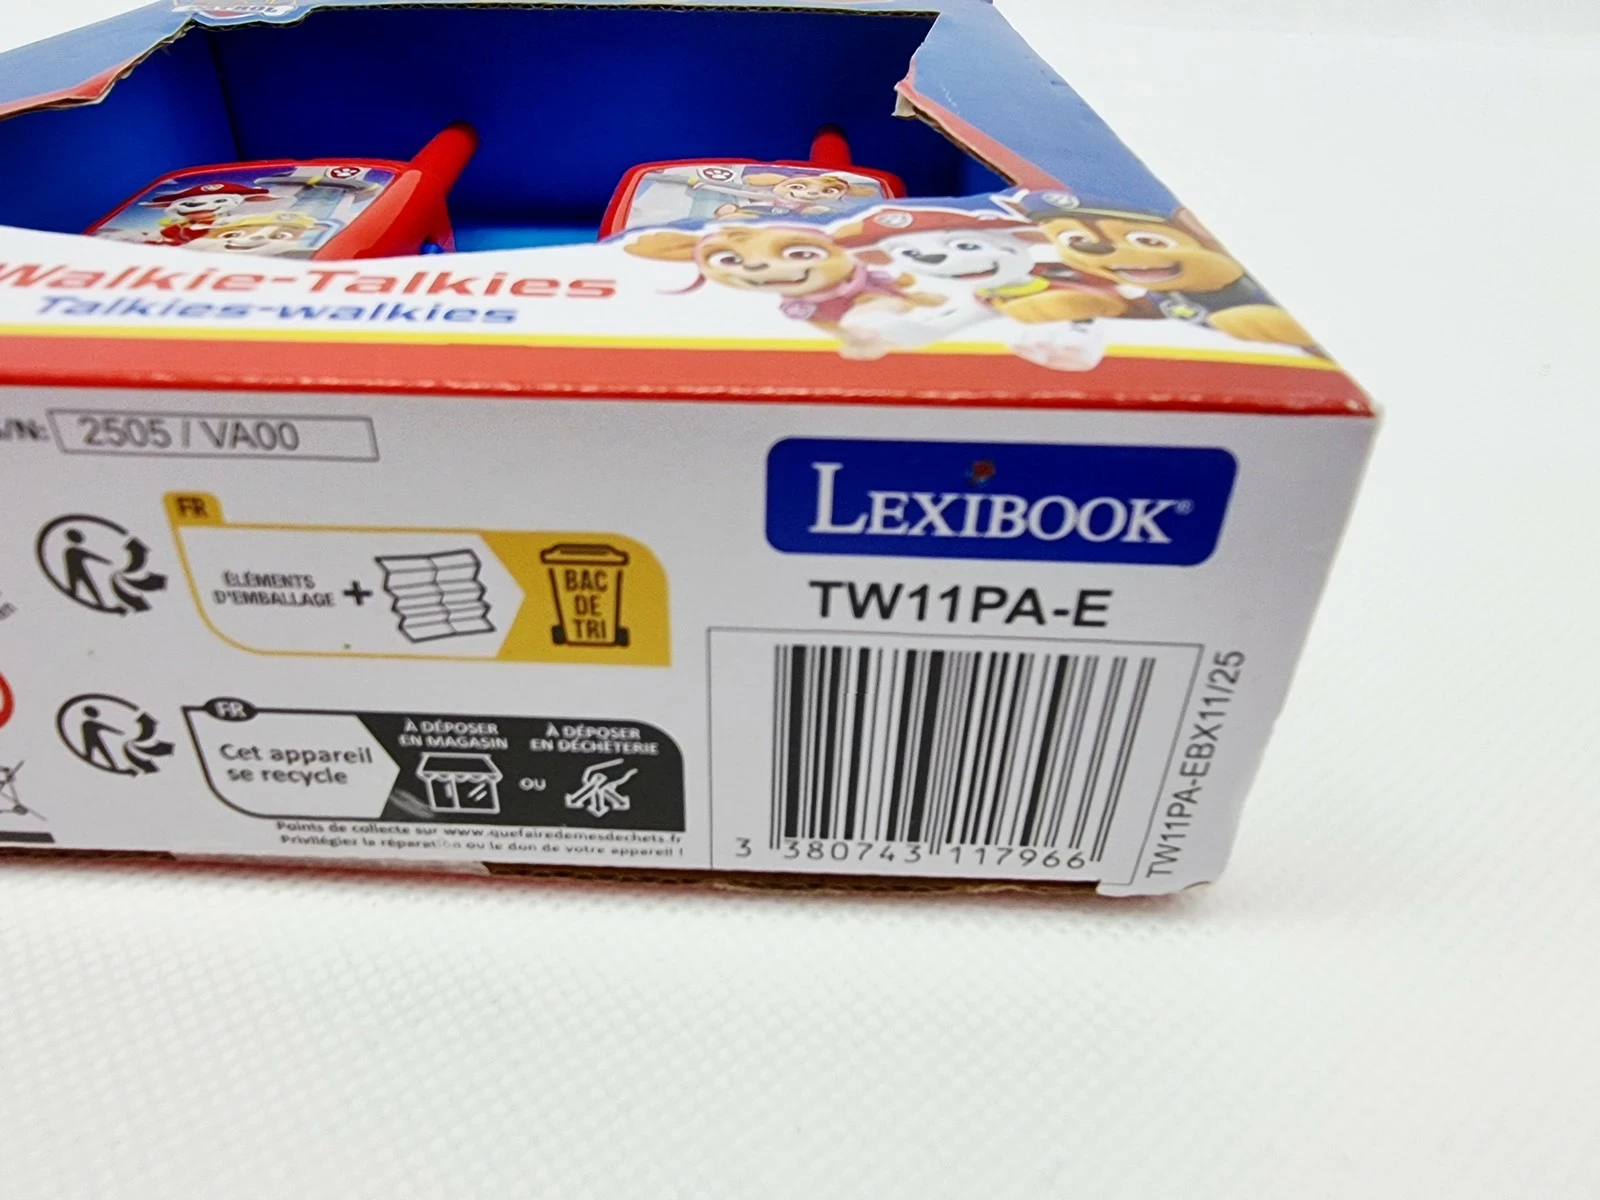 Walkie-Talkies
Talkies-walkies
S/N: 2505 / VA00
LEXIBOOK®
TW11PA-E
FR
ÉLÉMENTS
D'EMBALLAGE +
BAC
DE
TRI
FR
Cet appareil
se recycle
À DÉPOSER
EN MAGASIN
OU
À DÉPOSER
EN DÉCHÈTERIE
Points de collecte sur www.quefairedemesdechets.fr
Privilégiez la réparation ou le don de votre appareil !
3 380743 117966
TW11PA-EBX11/25